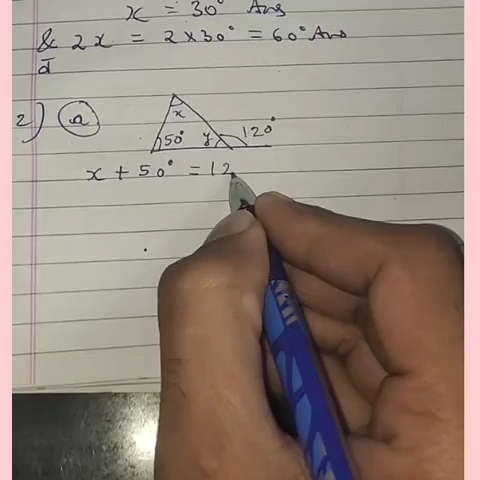 x = 30° Ans
& 2x = 2×30° = 60° Ans
d
2) a
x
50° y 120°
x + 50° = 12